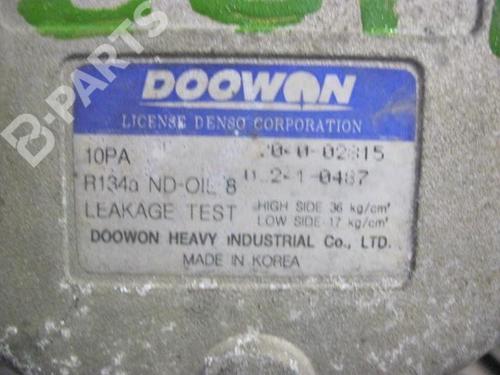 DOOWON
LICENSE DENSO CORPORATION
10PA
R134a ND-OIL 8
LEAKAGE TEST HIGH SIDE 36 kg/cm²
LOW SIDE 17 kg/cm²
DOOWON HEAVY INDUSTRIAL Co., LTD.
MADE IN KOREA
B-PARTS